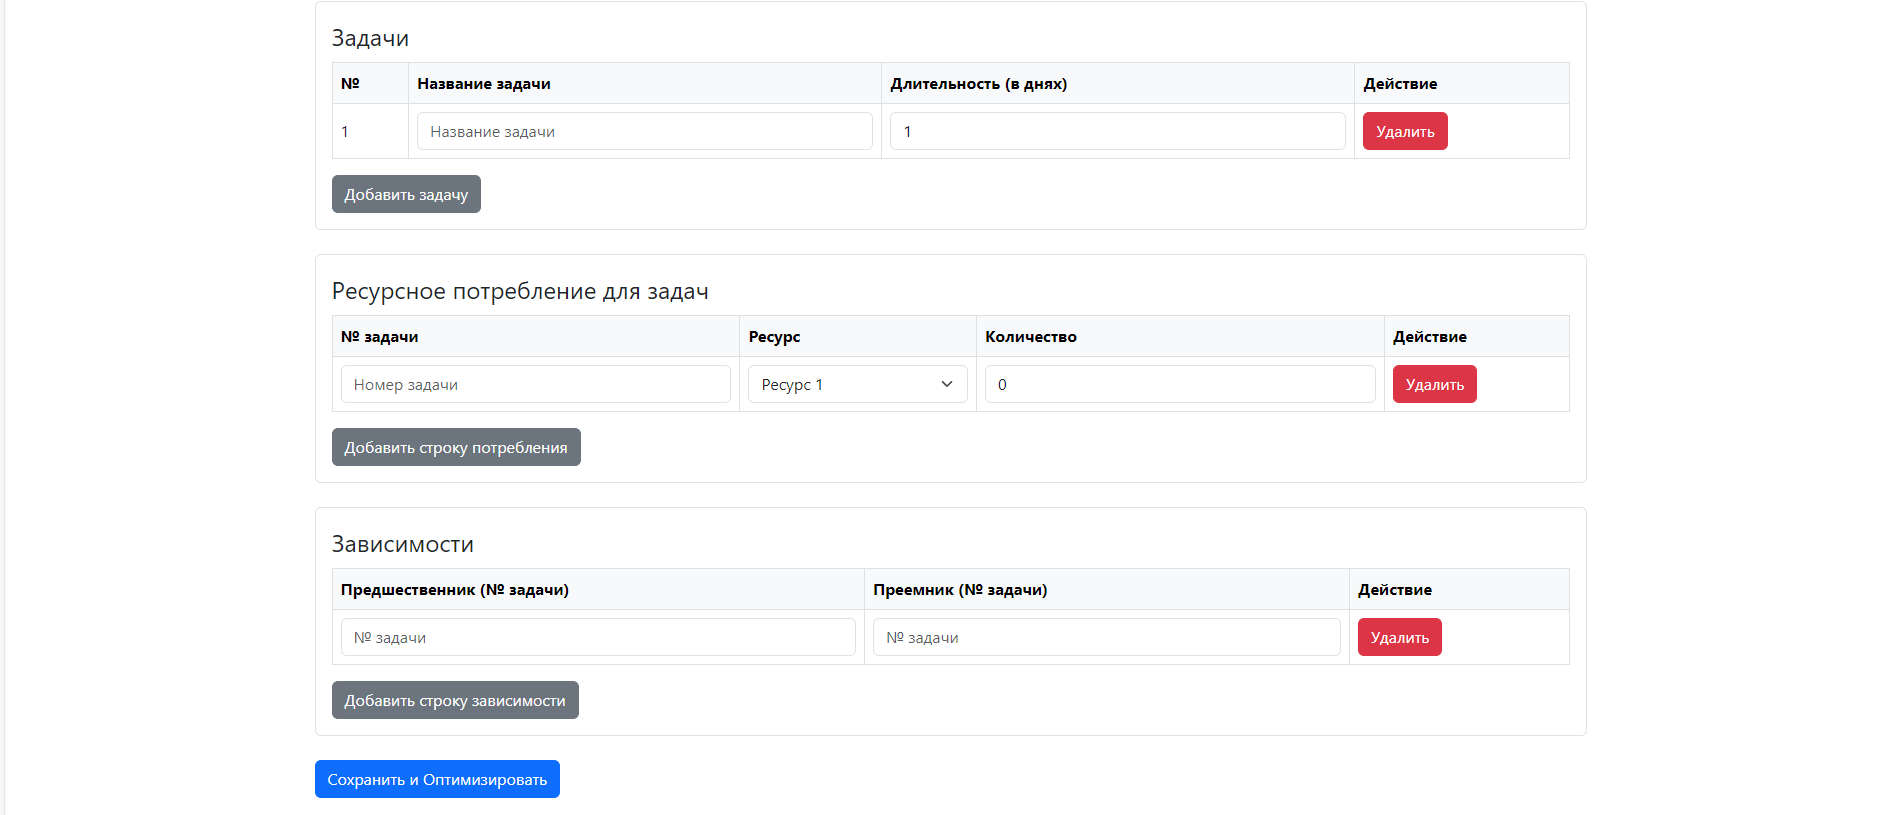 Задачи
№ Название задачи Длительность (в днях) Действие
1 Название задачи 1 Удалить
Добавить задачу
Ресурсное потребление для задач
№ задачи Ресурс Количество Действие
Номер задачи Ресурс 1 0 Удалить
Добавить строку потребления
Зависимости
Предшественник (№ задачи) Преемник (№ задачи) Действие
№ задачи № задачи Удалить
Добавить строку зависимости
Сохранить и Оптимизировать